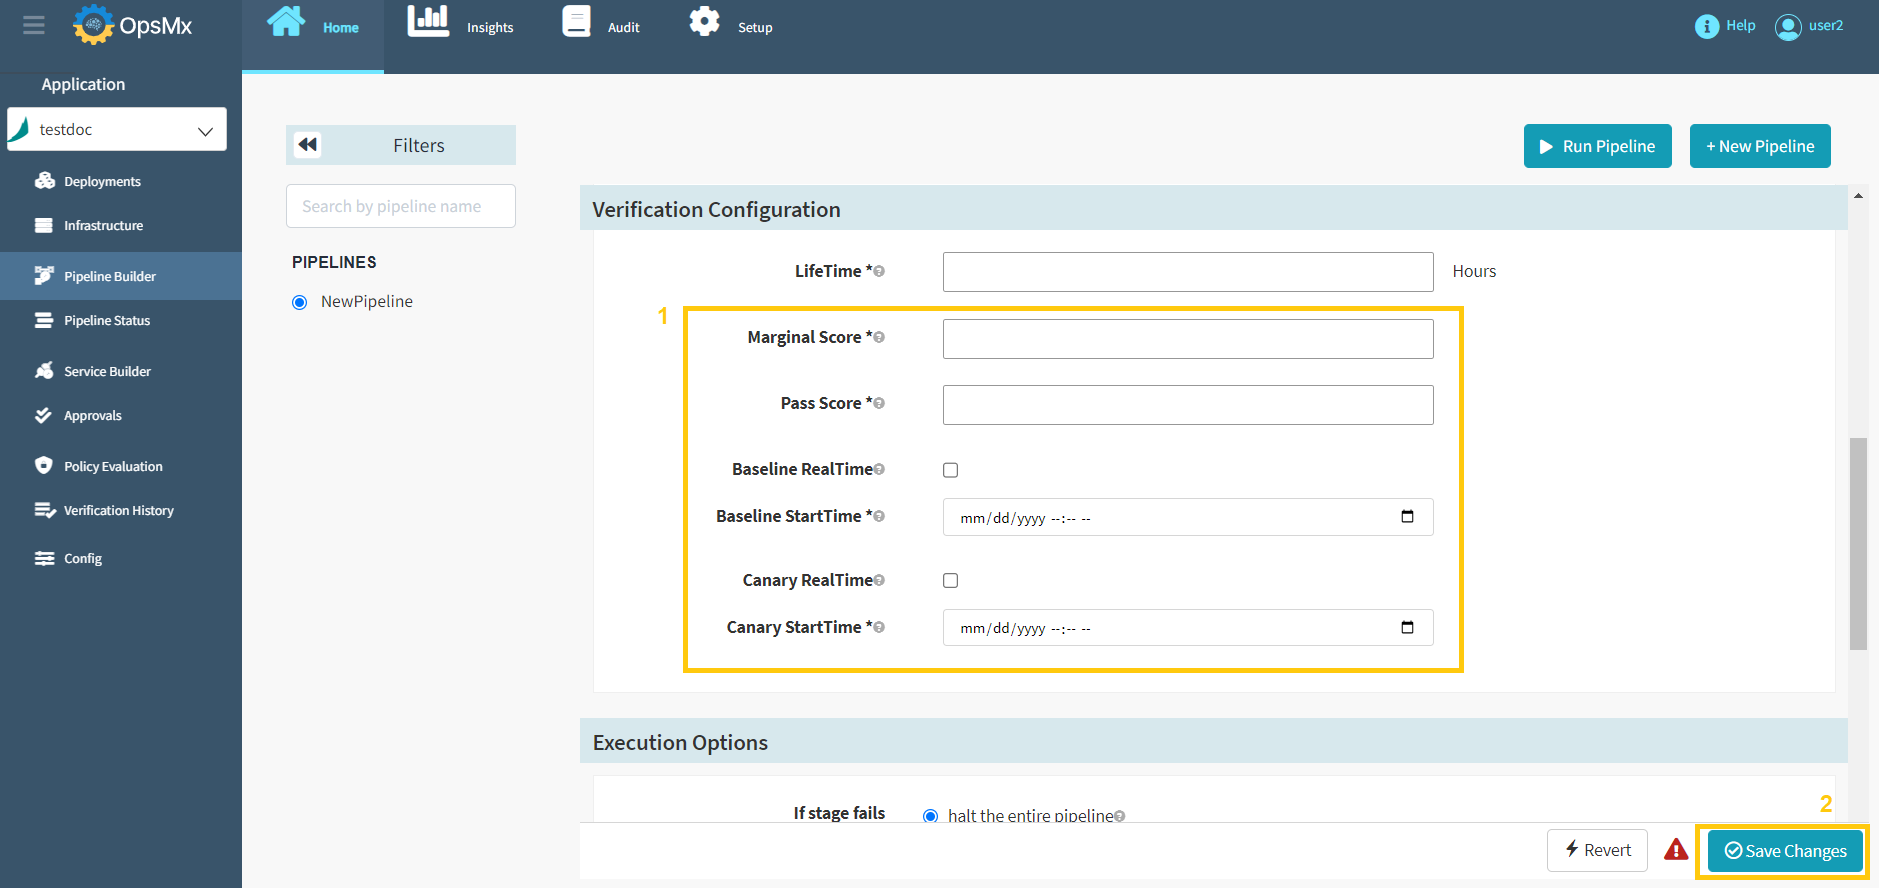 OpsMx
Home
Insights
Audit
Setup
Help
user2
Application
testdoc
Deployments
Infrastructure
Pipeline Builder
Pipeline Status
Service Builder
Approvals
Policy Evaluation
Verification History
Config
Filters
Search by pipeline name
PIPELINES
NewPipeline
Run Pipeline
+ New Pipeline
Verification Configuration
LifeTime *
Hours
1
Marginal Score *
Pass Score *
Baseline RealTime
Baseline StartTime *
mm/dd/yyyy --:-- --
Canary RealTime
Canary StartTime *
mm/dd/yyyy --:-- --
Execution Options
If stage fails
halt the entire pipeline
2
Revert
Save Changes